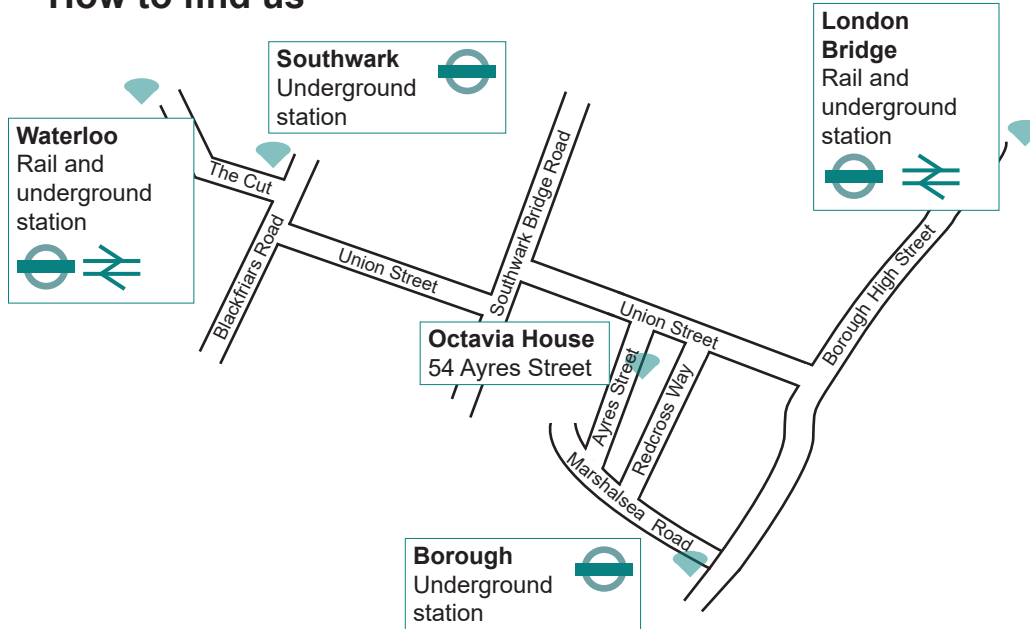 How to find us
London
Bridge
Rail and
underground
station
Southwark
Underground
station
Waterloo
Rail and
underground
station
The Cut
Blackfriars Road
Union Street
Southwark Bridge Road
Union Street
Borough High Street
Octavia House
54 Ayres Street
Ayres Street
Redcross Way
Marshalsea Road
Borough
Underground
station